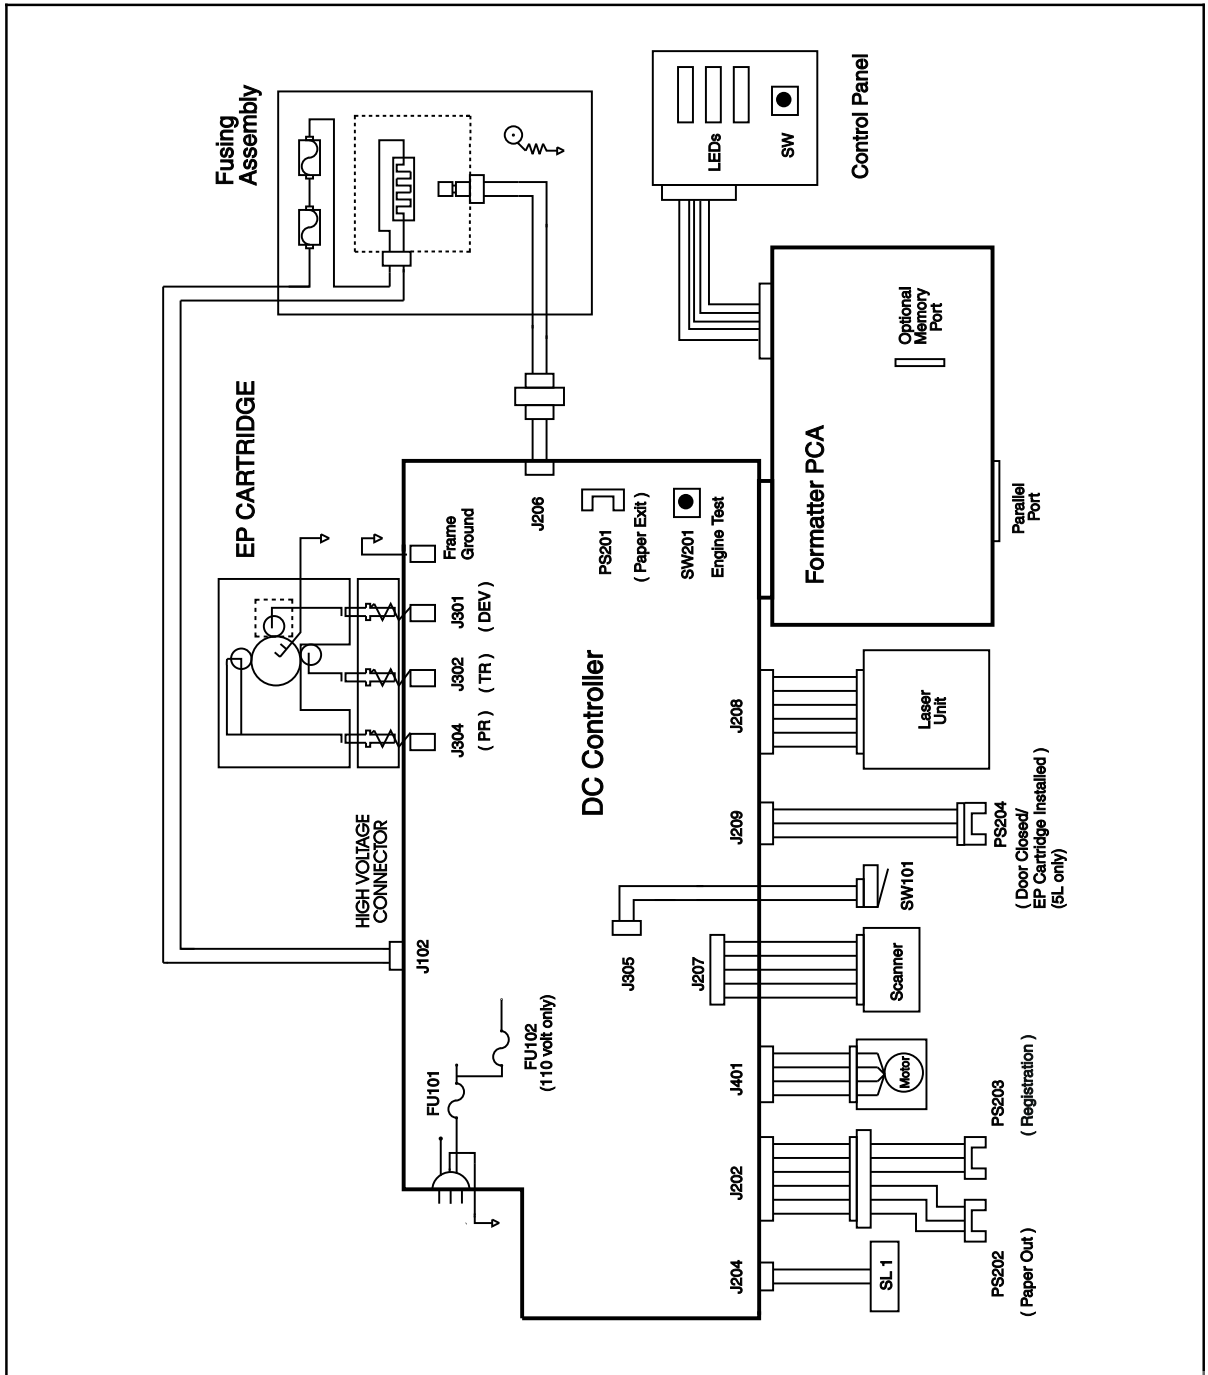 Fusing
Assembly
LEDs
SW
Control Panel
EP CARTRIDGE
Optional
Memory
Port
Formatter PCA
Parallel
Port
Frame
Ground
J206
PS201
( Paper Exit )
SW201
Engine Test
J301
( DEV )
J302
( TR )
J304
( PR )
HIGH VOLTAGE
CONNECTOR
J102
DC Controller
J208
Laser
Unit
J209
PS204
( Door Closed/
EP Cartridge Installed )
(5L only)
SW101
J305
J207
Scanner
FU101
FU102
(110 volt only)
J401
Motor
J202
PS203
( Registration )
PS202
( Paper Out )
J204
SL 1